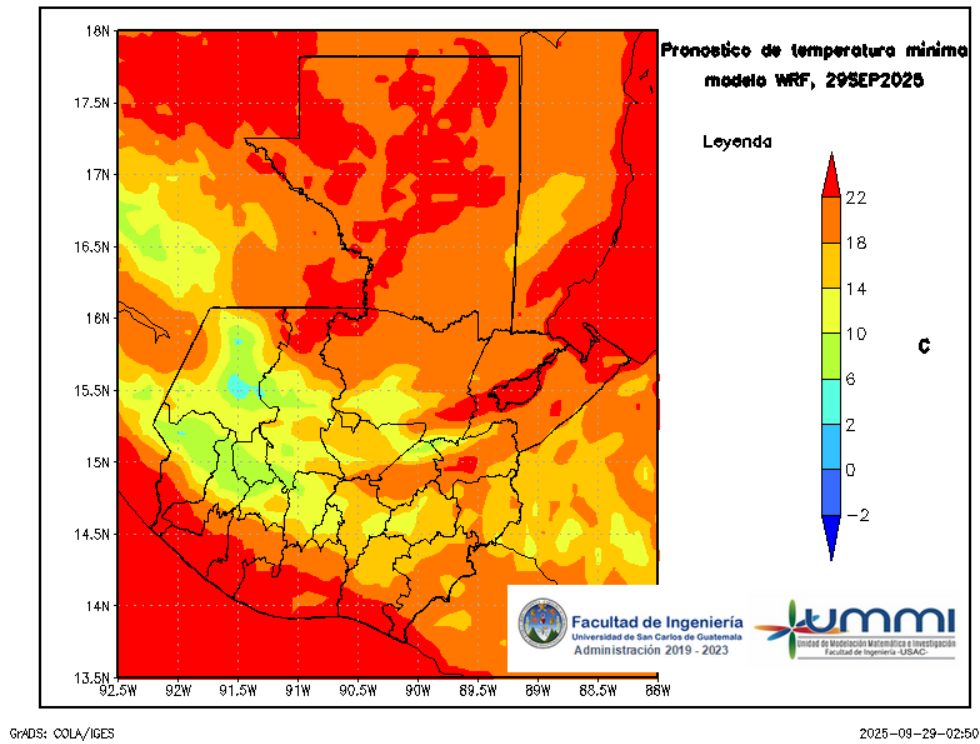 Pronostico de temperatura minima
modelo WRF, 29SEP2025
Leyenda
22
18
14
10
6
2
0
−2
C
18N
17.5N
17N
16.5N
16N
15.5N
15N
14.5N
14N
13.5N
92.5W 92W 91.5W 91W 90.5W 90W 89.5W 89W 88.5W 88W
Facultad de Ingeniería
Universidad de San Carlos de Guatemala
Administración 2019 - 2023
ummi
Unidad de Modelación Matemática e Investigación
Facultad de Ingeniería -USAC-
GrADS: COLA/IGES
2025-09-29-02:50